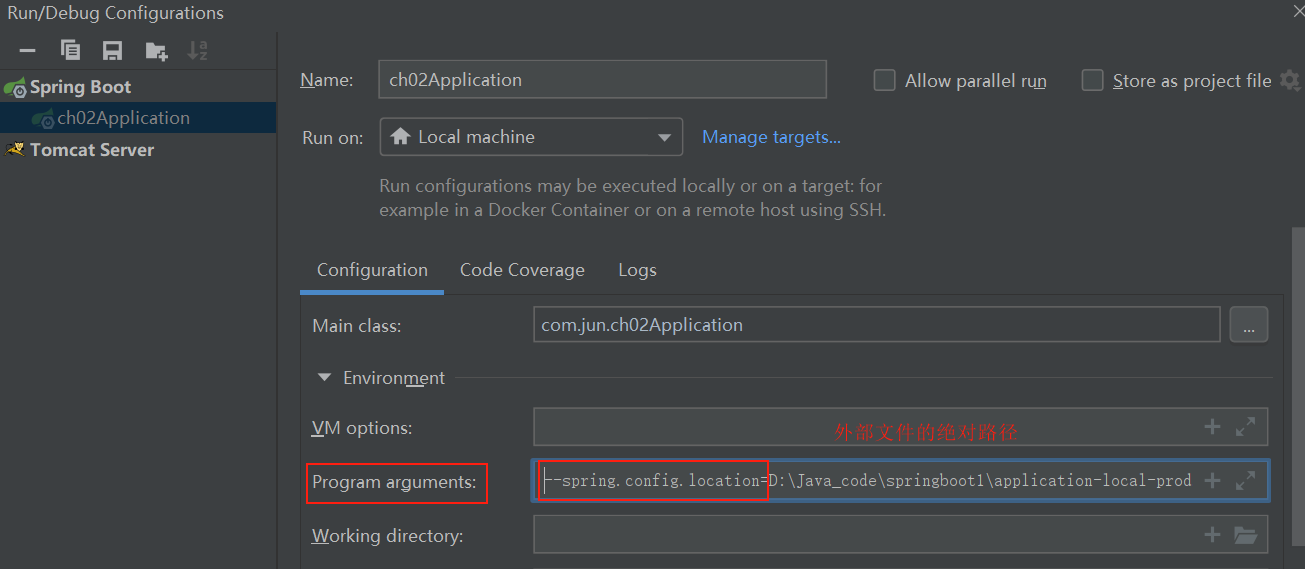 Run/Debug Configurations
Spring Boot
ch02Application
Tomcat Server
Name: ch02Application Allow parallel run Store as project file
Run on: Local machine Manage targets...
Run configurations may be executed locally or on a target: for
example in a Docker Container or on a remote host using SSH.
Configuration Code Coverage Logs
Main class: com.jun.ch02Application ...
Environment
VM options: 外部文件的绝对路径
Program arguments: --spring.config.location=D:\Java_code\springboot1\application-local-prod
Working directory: